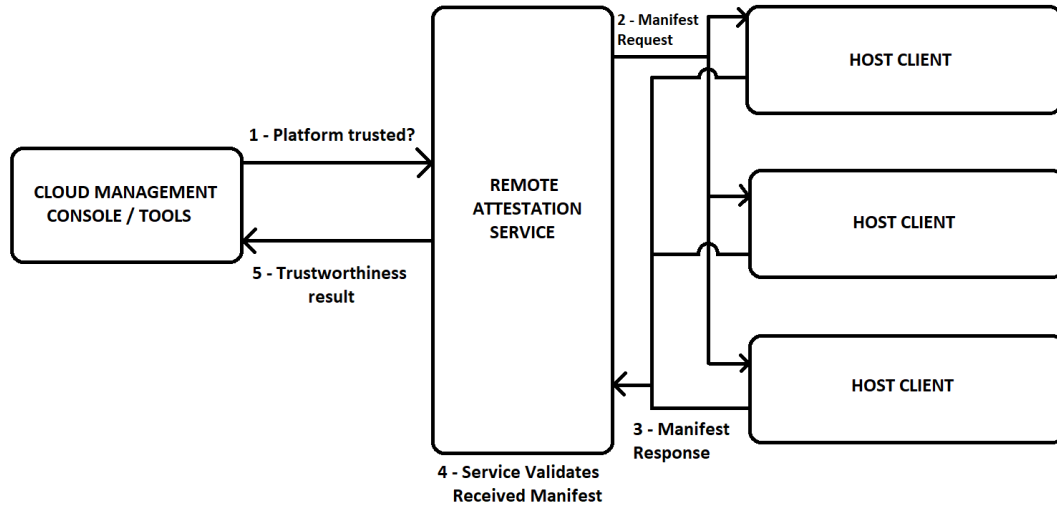 2 - Manifest
Request
HOST CLIENT
1 - Platform trusted?
CLOUD MANAGEMENT
CONSOLE / TOOLS
REMOTE
ATTESTATION
SERVICE
HOST CLIENT
5 - Trustworthiness
result
HOST CLIENT
3 - Manifest
Response
4 - Service Validates
Received Manifest